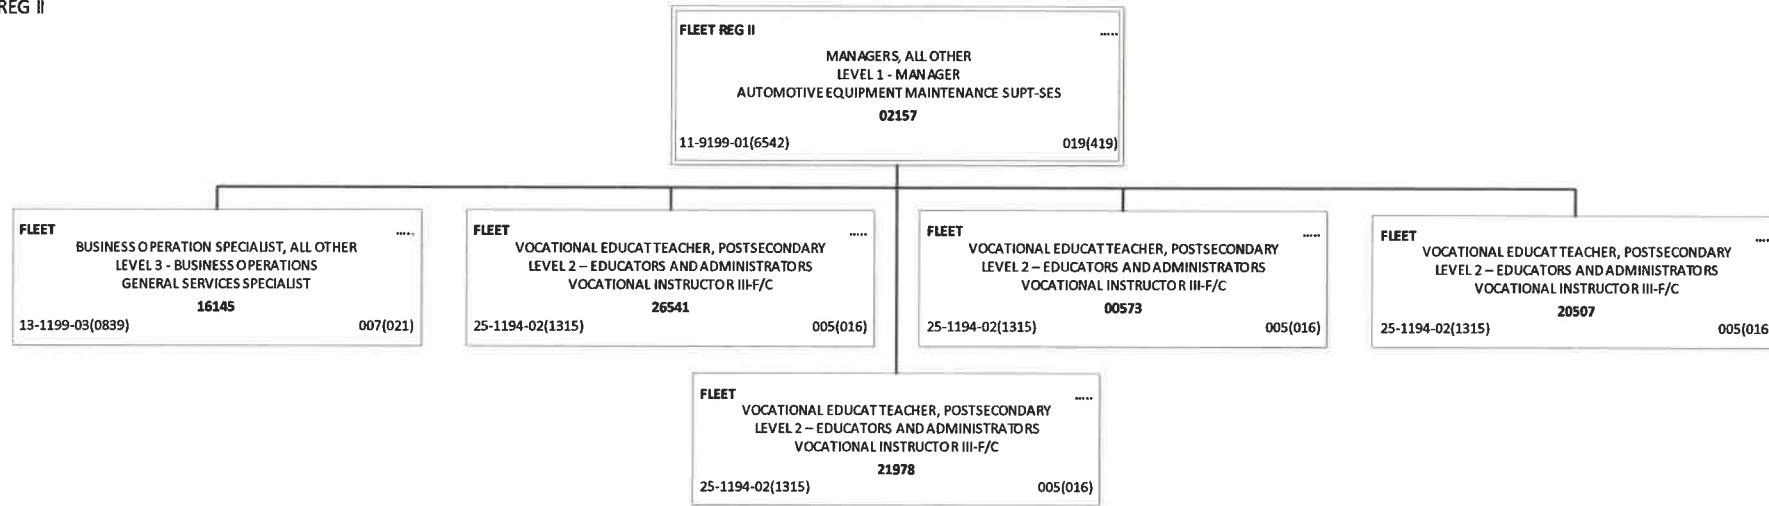 REG II
FLEET REG II .....
MANAGERS, ALL OTHER
LEVEL 1 - MANAGER
AUTOMOTIVE EQUIPMENT MAINTENANCE SUPT-SES
02157
11-9199-01(6542) 019(419)
FLEET .....
BUSINESS OPERATION SPECIALIST, ALL OTHER
LEVEL 3 - BUSINESS OPERATIONS
GENERAL SERVICES SPECIALIST
16145
13-1199-03(0839) 007(021)
FLEET .....
VOCATIONAL EDUCAT TEACHER, POSTSECONDARY
LEVEL 2 – EDUCATORS AND ADMINISTRATORS
VOCATIONAL INSTRUCTOR III-F/C
26541
25-1194-02(1315) 005(016)
FLEET .....
VOCATIONAL EDUCAT TEACHER, POSTSECONDARY
LEVEL 2 – EDUCATORS AND ADMINISTRATORS
VOCATIONAL INSTRUCTOR III-F/C
00573
25-1194-02(1315) 005(016)
FLEET ....
VOCATIONAL EDUCAT TEACHER, POSTSECONDARY
LEVEL 2 – EDUCATORS AND ADMINISTRATORS
VOCATIONAL INSTRUCTOR III-F/C
20507
25-1194-02(1315) 005(016
FLEET .....
VOCATIONAL EDUCAT TEACHER, POSTSECONDARY
LEVEL 2 – EDUCATORS AND ADMINISTRATORS
VOCATIONAL INSTRUCTOR III-F/C
21978
25-1194-02(1315) 005(016)